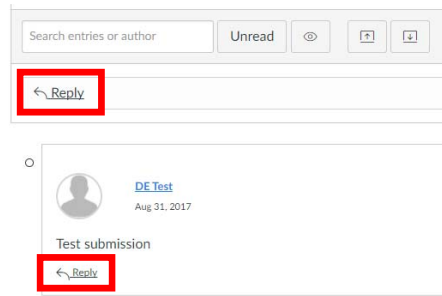 Search entries or author Unread
Reply
DE Test
Aug 31, 2017
Test submission
Reply